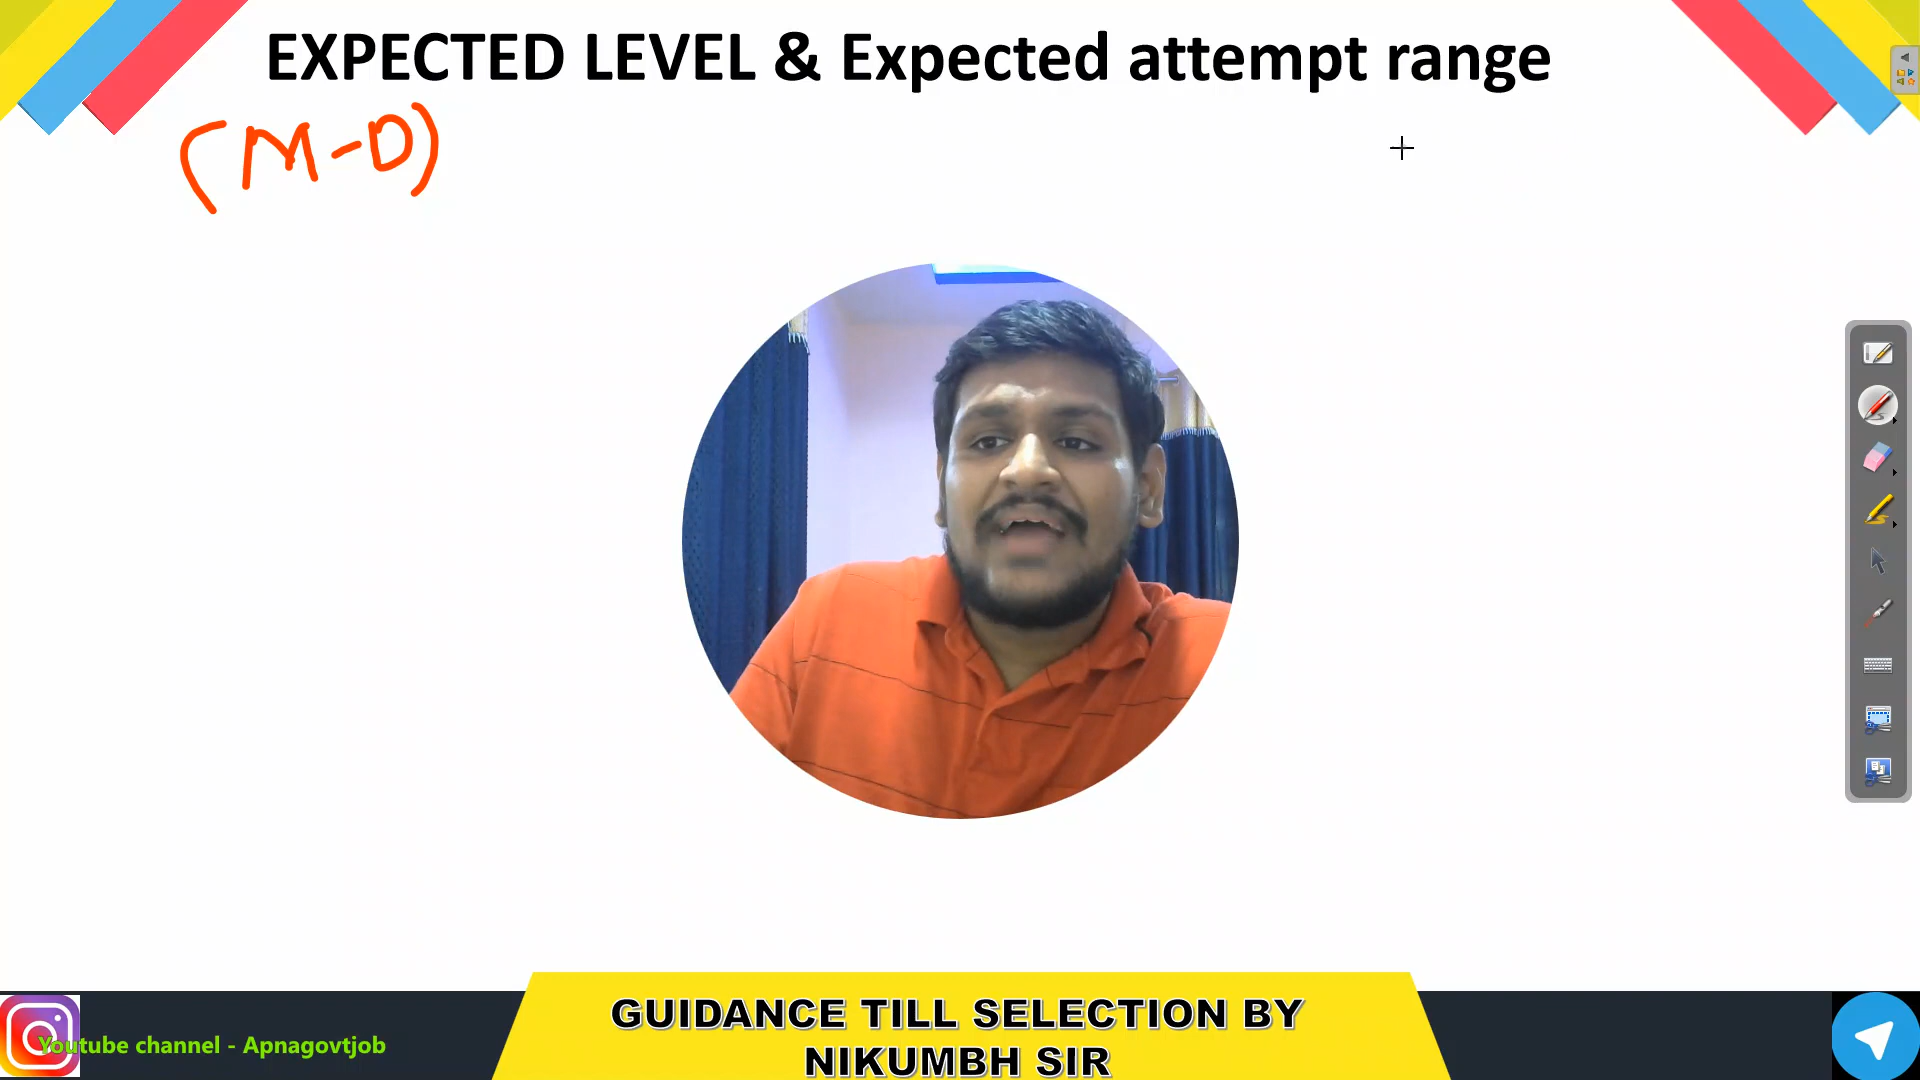 EXPECTED LEVEL & Expected attempt range
(M-D)
GUIDANCE TILL SELECTION BY
NIKUMBH SIR
Youtube channel - Apnagovtjob